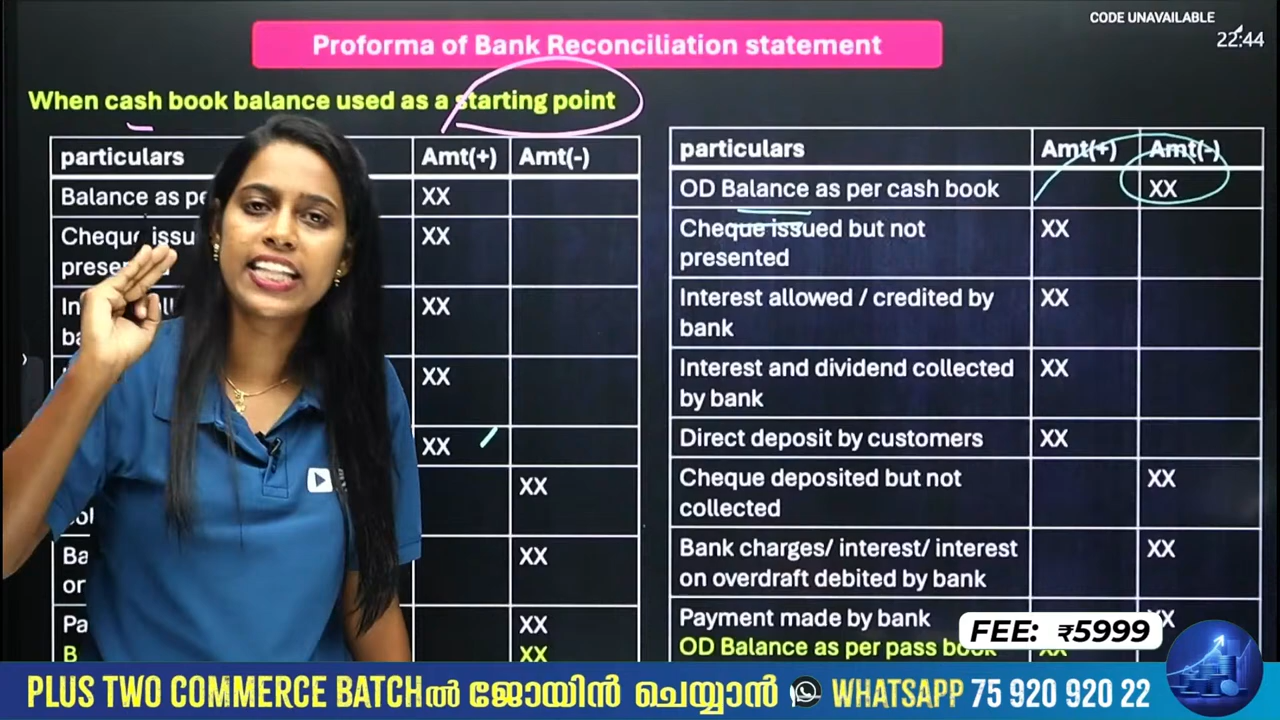 CODE UNAVAILABLE
22:44
Proforma of Bank Reconciliation statement
When cash book balance used as a starting point
particulars Amt(+) Amt(-)
Balance as pe XX
Cheque issu XX
XX
XX
XX
XX
XX
XX
XX
particulars Amt(+) Amt(-)
OD Balance as per cash book XX
Cheque issued but not
presented XX
Interest allowed / credited by
bank XX
Interest and dividend collected
by bank XX
Direct deposit by customers XX
Cheque deposited but not
collected XX
Bank charges/ interest/ interest
on overdraft debited by bank XX
Payment made by bank XX
OD Balance as per pass book XX
FEE: ₹5999
PLUS TWO COMMERCE BATCHൽ ജോയിൻ ചെയ്യാൻ WHATSAPP 75 920 920 22